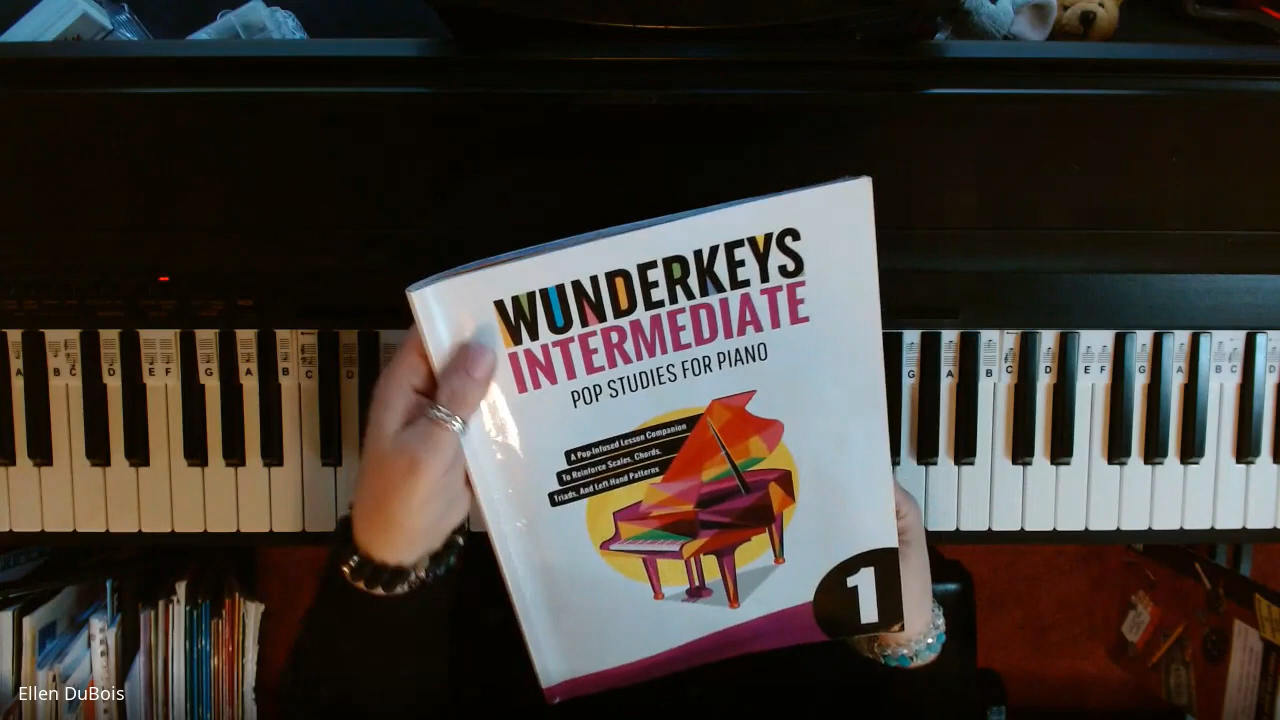 WUNDERKEYS
INTERMEDIATE
POP STUDIES FOR PIANO
A Pop-Infused Lesson Companion
To Reinforce Scales, Chords,
Triads, And Left Hand Patterns
1
A B C D E F G A B C D
G A B C D E F G A B C D
Ellen DuBois